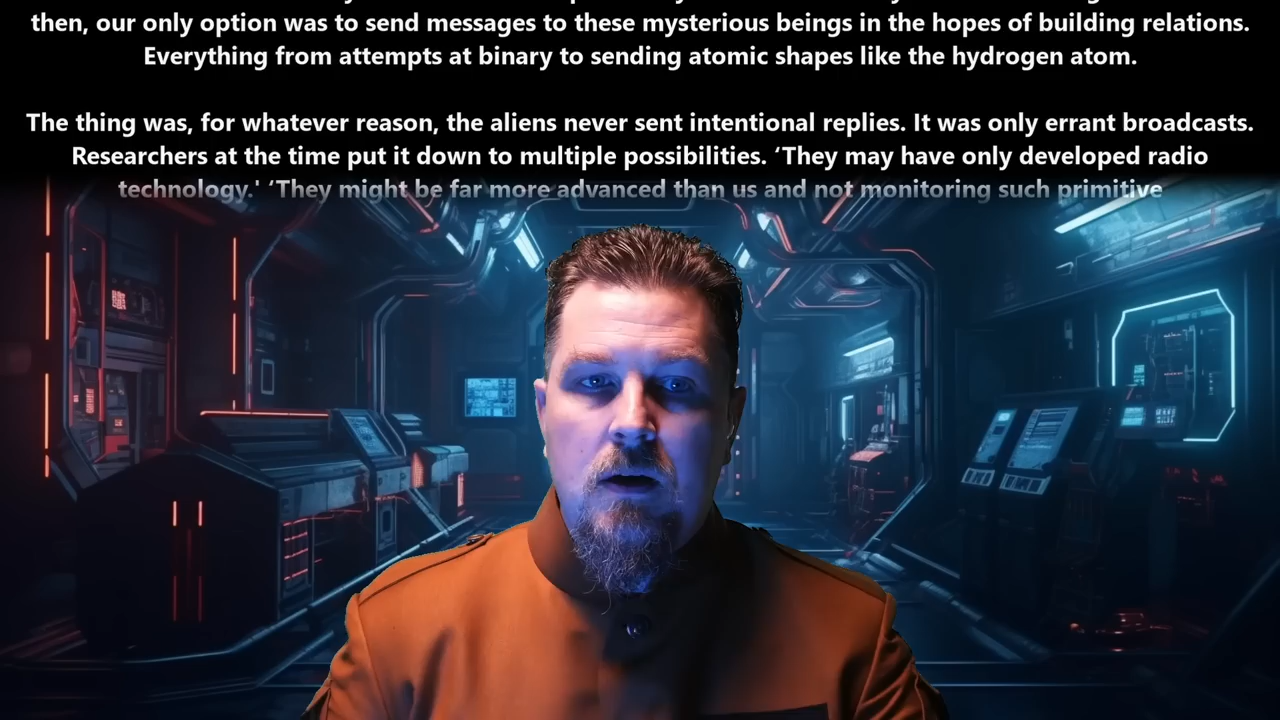 then, our only option was to send messages to these mysterious beings in the hopes of building relations.
Everything from attempts at binary to sending atomic shapes like the hydrogen atom.
The thing was, for whatever reason, the aliens never sent intentional replies. It was only errant broadcasts.
Researchers at the time put it down to multiple possibilities. ‘They may have only developed radio
technology.' ‘They might be far more advanced than us and not monitoring such primitive